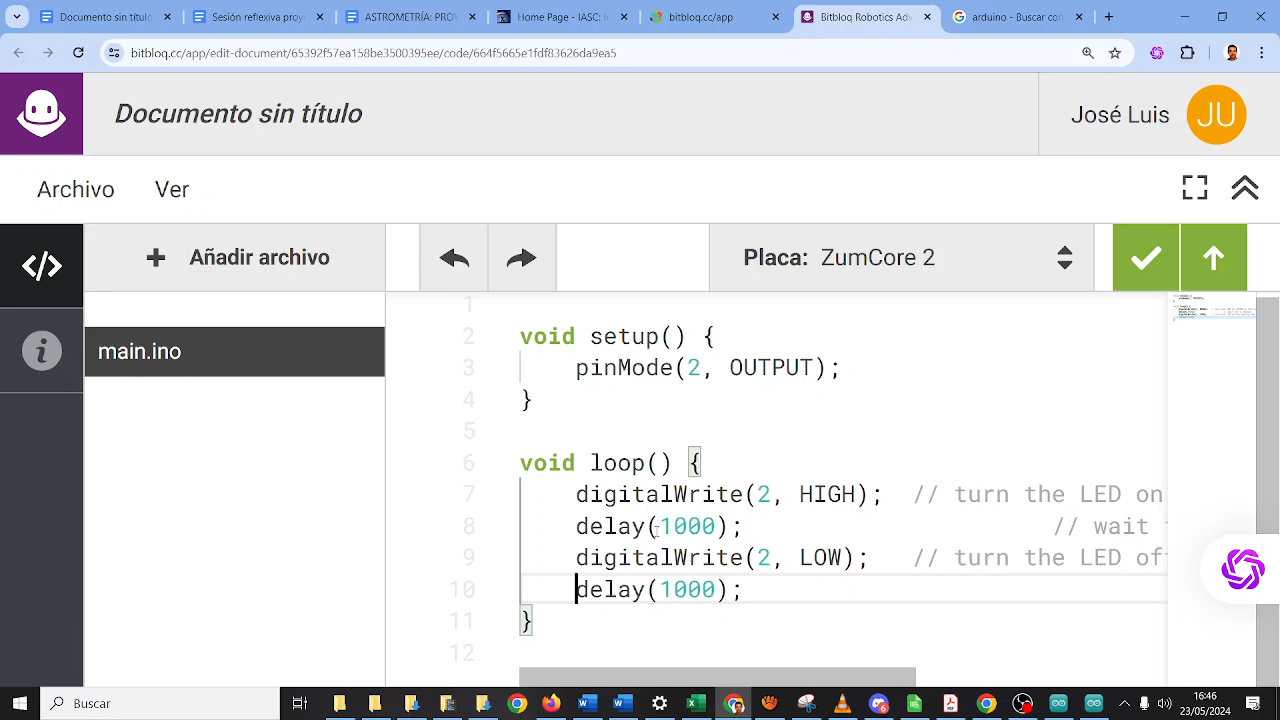 Documento sin título
Sesión reflexiva proye
ASTROMETRÍA: PRO
Home Page - IASC In
bitbloq.cc/app
Bitbloq Robotics Adv
arduino - Buscar con
bitbloq.cc/app/edit-document/65392f57ea158be3500395ee/code/664f5665e1fdf83626da9ea5
Documento sin título
José Luis
JU
Archivo Ver
</> + Añadir archivo
Placa: ZumCore 2
main.ino
1
2 void setup() {
3 pinMode(2, OUTPUT);
4 }
5
6 void loop() {
7 digitalWrite(2, HIGH); // turn the LED on
8 delay(1000); // wait
9 digitalWrite(2, LOW); // turn the LED of
10 delay(1000);
11 }
12
Buscar
16:46
23/05/2024